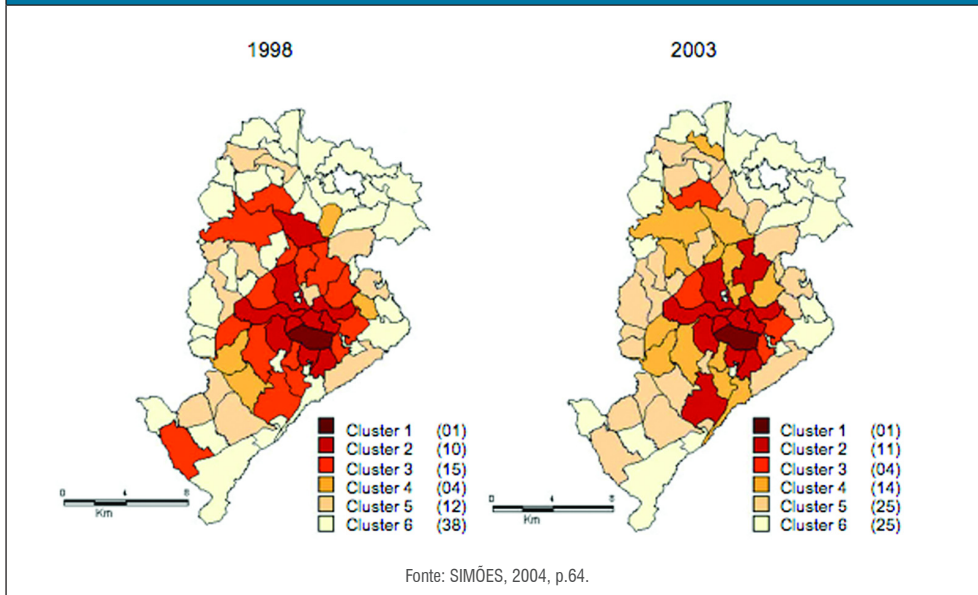 1998
2003
Cluster 1 (01)
Cluster 2 (10)
Cluster 3 (15)
Cluster 4 (04)
Cluster 5 (12)
Cluster 6 (38)
0 4 8
Km
Cluster 1 (01)
Cluster 2 (11)
Cluster 3 (04)
Cluster 4 (14)
Cluster 5 (25)
Cluster 6 (25)
0 4 8
Km
Fonte: SIMÕES, 2004, p.64.